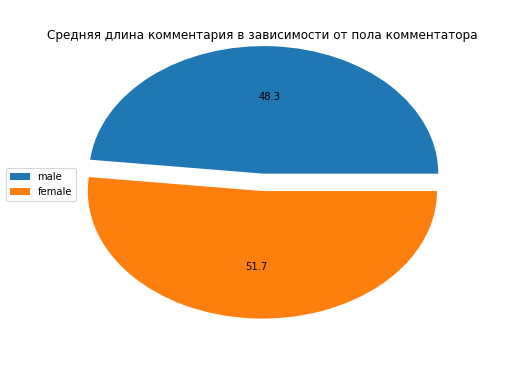 Средняя длина комментария в зависимости от пола комментатора
48.3
male
female
51.7